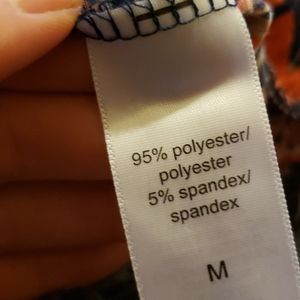 95% polyester/
polyester
5% spandex/
spandex
M